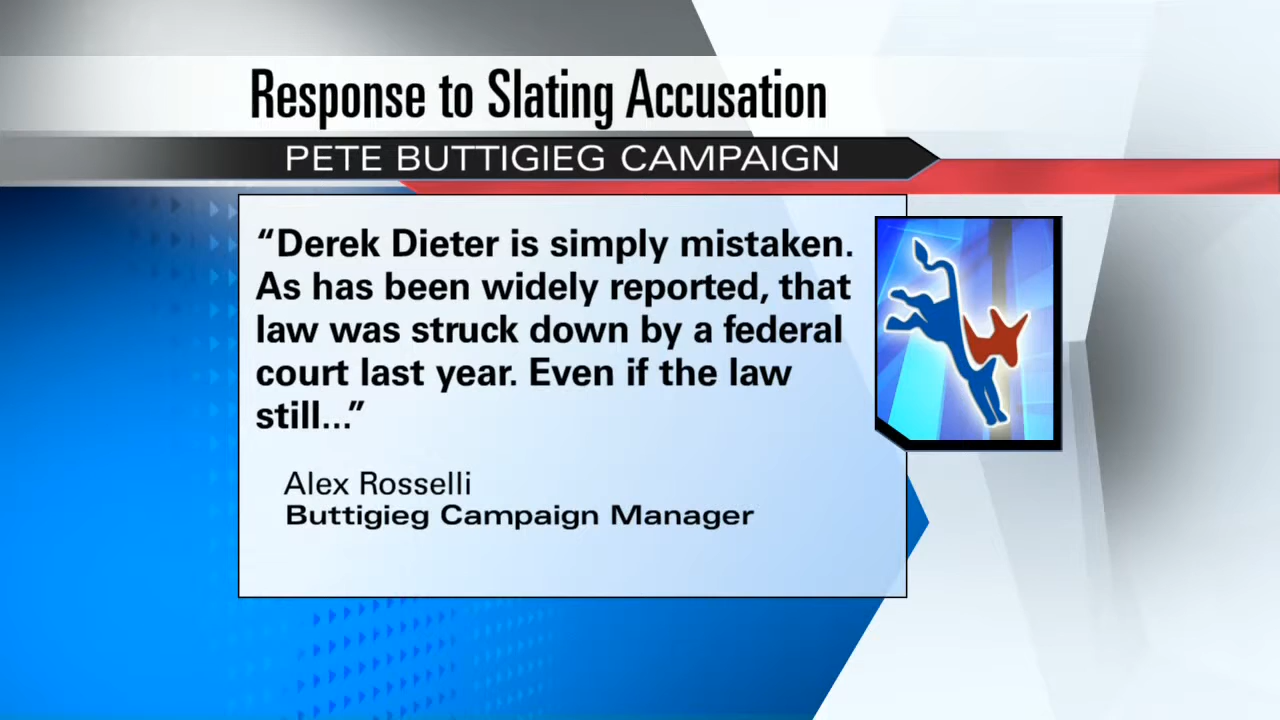 Response to Slating Accusation
PETE BUTTIGIEG CAMPAIGN
“Derek Dieter is simply mistaken.
As has been widely reported, that
law was struck down by a federal
court last year. Even if the law
still...”
Alex Rosselli
Buttigieg Campaign Manager